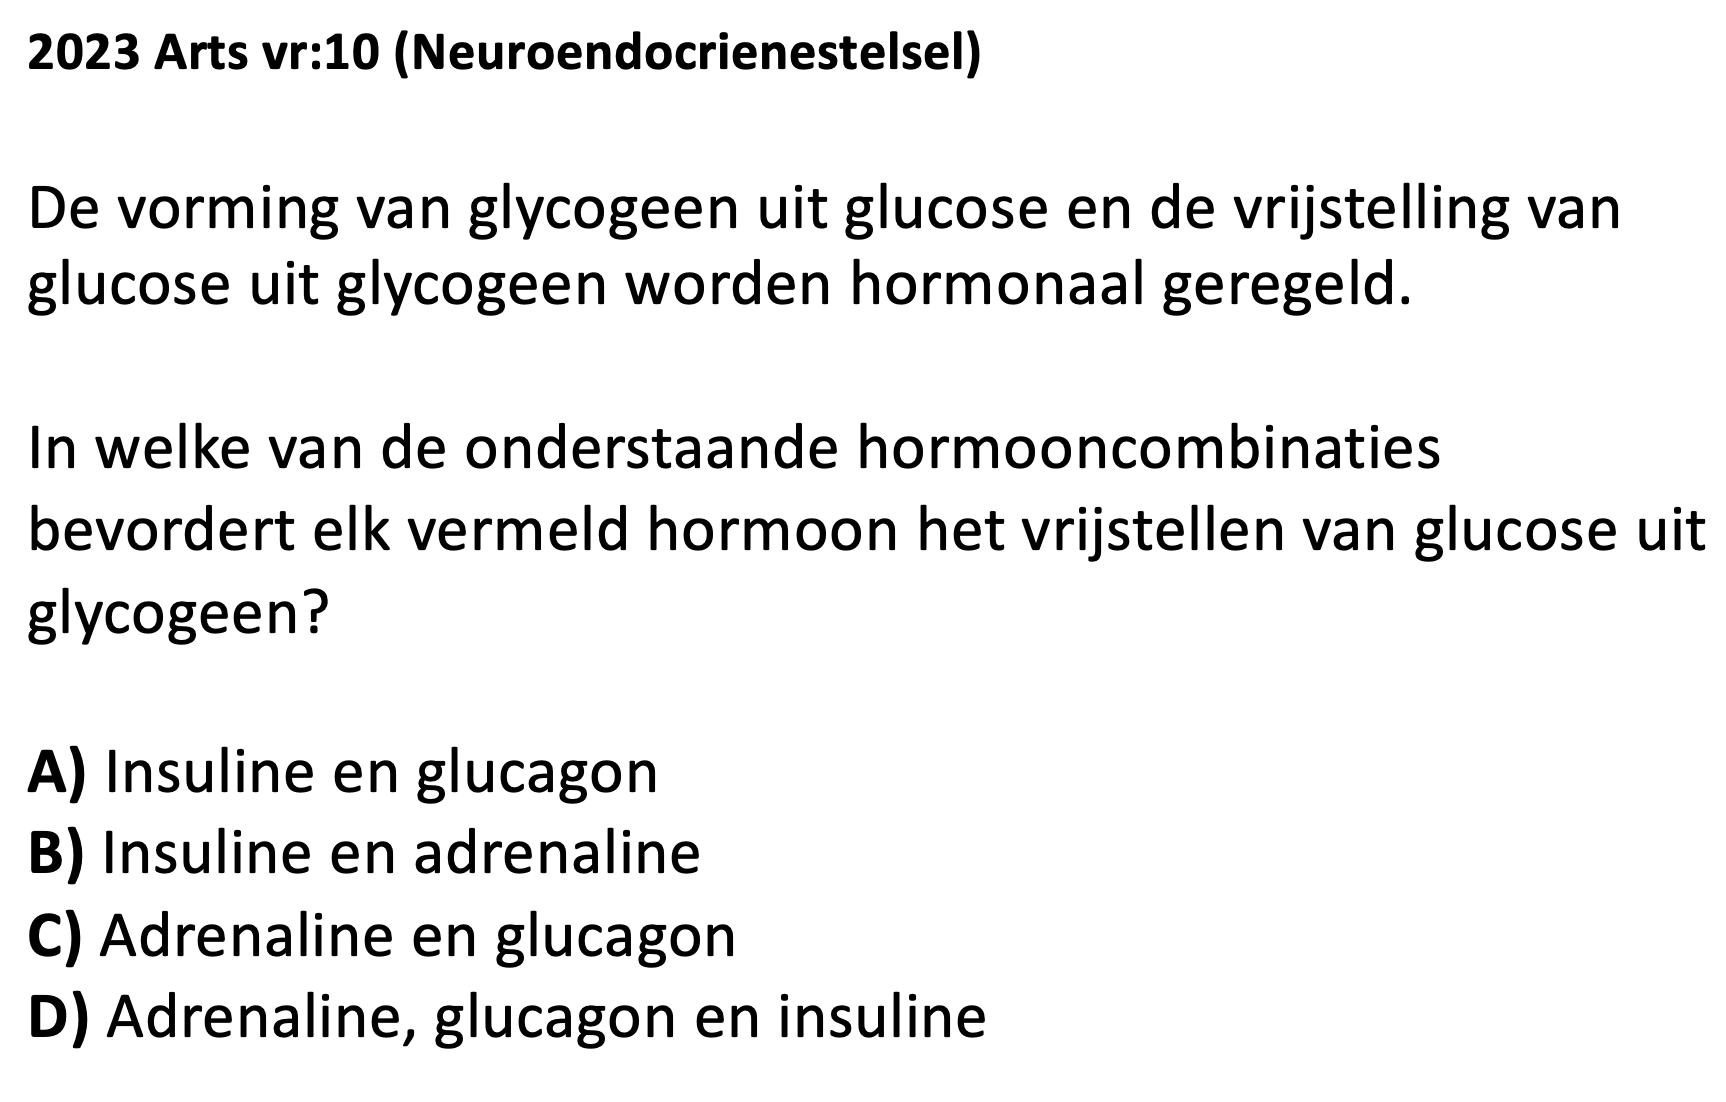 2023 Arts vr:10 (Neuroendocrienestelsel)
De vorming van glycogeen uit glucose en de vrijstelling van
glucose uit glycogeen worden hormonaal geregeld.
In welke van de onderstaande hormooncombinaties
bevordert elk vermeld hormoon het vrijstellen van glucose uit
glycogeen?
A) Insuline en glucagon
B) Insuline en adrenaline
C) Adrenaline en glucagon
D) Adrenaline, glucagon en insuline